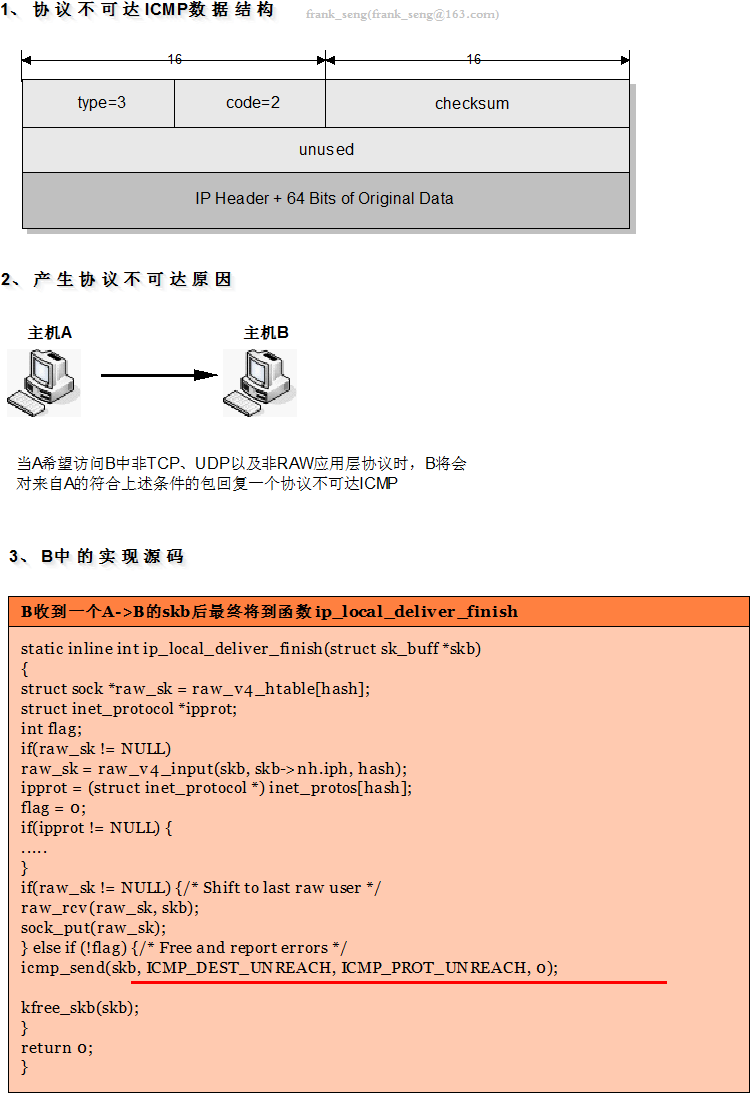 1、协议不可达ICMP数据结构
frank_seng(frank_seng@163.com)
16
16
type=3
code=2
checksum
unused
IP Header + 64 Bits of Original Data
2、产生协议不可达原因
主机A
主机B
当A希望访问B中非TCP、UDP以及非RAW应用层协议时，B将会
对来自A的符合上述条件的包回复一个协议不可达ICMP
3、B中的实现源码
B收到一个A->B的skb后最终将到函数ip_local_deliver_finish
static inline int ip_local_deliver_finish(struct sk_buff *skb)
{
struct sock *raw_sk = raw_v4_htable[hash];
struct inet_protocol *ipprot;
int flag;
if(raw_sk != NULL)
raw_sk = raw_v4_input(skb, skb->nh.iph, hash);
ipprot = (struct inet_protocol *) inet_protos[hash];
flag = 0;
if(ipprot != NULL) {
.....
}
if(raw_sk != NULL) {/* Shift to last raw user */
raw_rcv(raw_sk, skb);
sock_put(raw_sk);
} else if (!flag) {/* Free and report errors */
icmp_send(skb, ICMP_DEST_UNREACH, ICMP_PROT_UNREACH, 0);
kfree_skb(skb);
}
return 0;
}